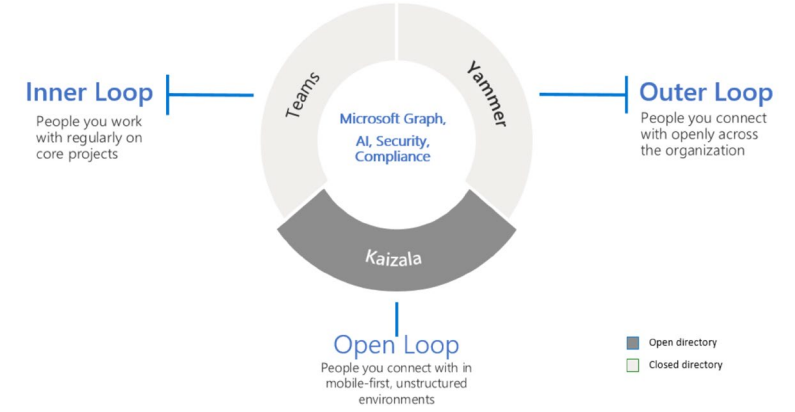 Inner Loop
People you work
with regularly on
core projects
Teams
Yammer
Microsoft Graph,
AI, Security,
Compliance
Outer Loop
People you connect
with openly across
the organization
Kaizala
Open Loop
People you connect with in
mobile-first, unstructured
environments
Open directory
Closed directory